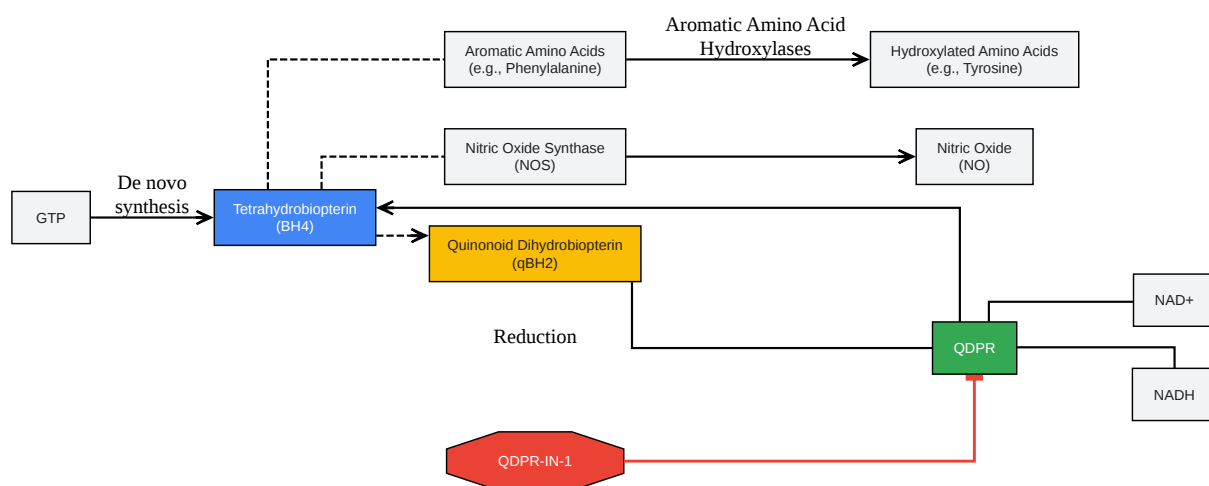 Aromatic Amino Acids
(e.g., Phenylalanine)
Aromatic Amino Acid
Hydroxylases
Hydroxylated Amino Acids
(e.g., Tyrosine)
Nitric Oxide Synthase
(NOS)
Nitric Oxide
(NO)
GTP
De novo
synthesis
Tetrahydrobiopterin
(BH4)
Quinonoid Dihydrobiopterin
(qBH2)
Reduction
QDPR
NAD+
NADH
QDPR-IN-1